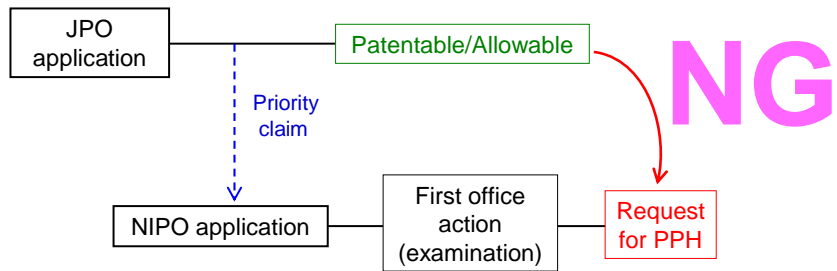 JPO
application
Patentable/Allowable
NG
Priority
claim
NIPO application
First office
action
(examination)
Request
for PPH